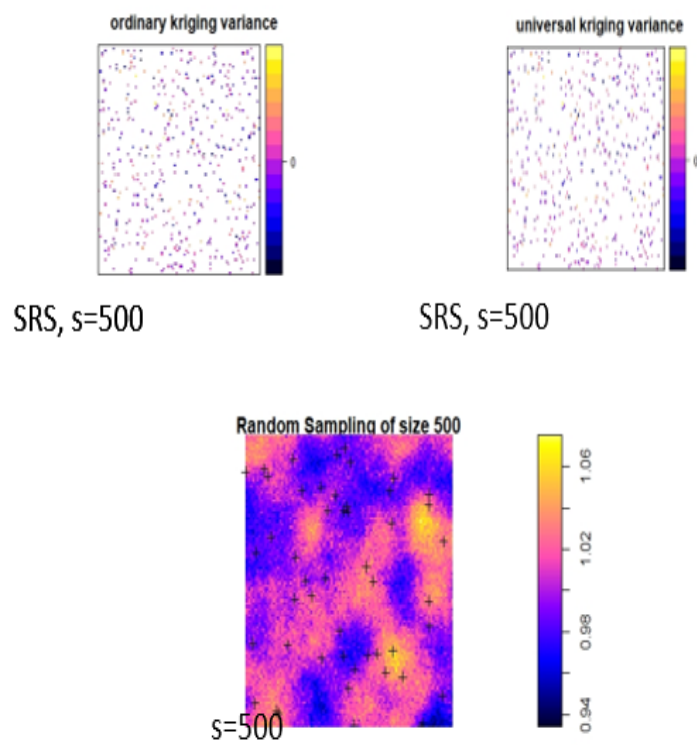 ordinary kriging variance
universal kriging variance
0
0
SRS, s=500
SRS, s=500
Random Sampling of size 500
1.06
1.02
0.98
0.94
s=500